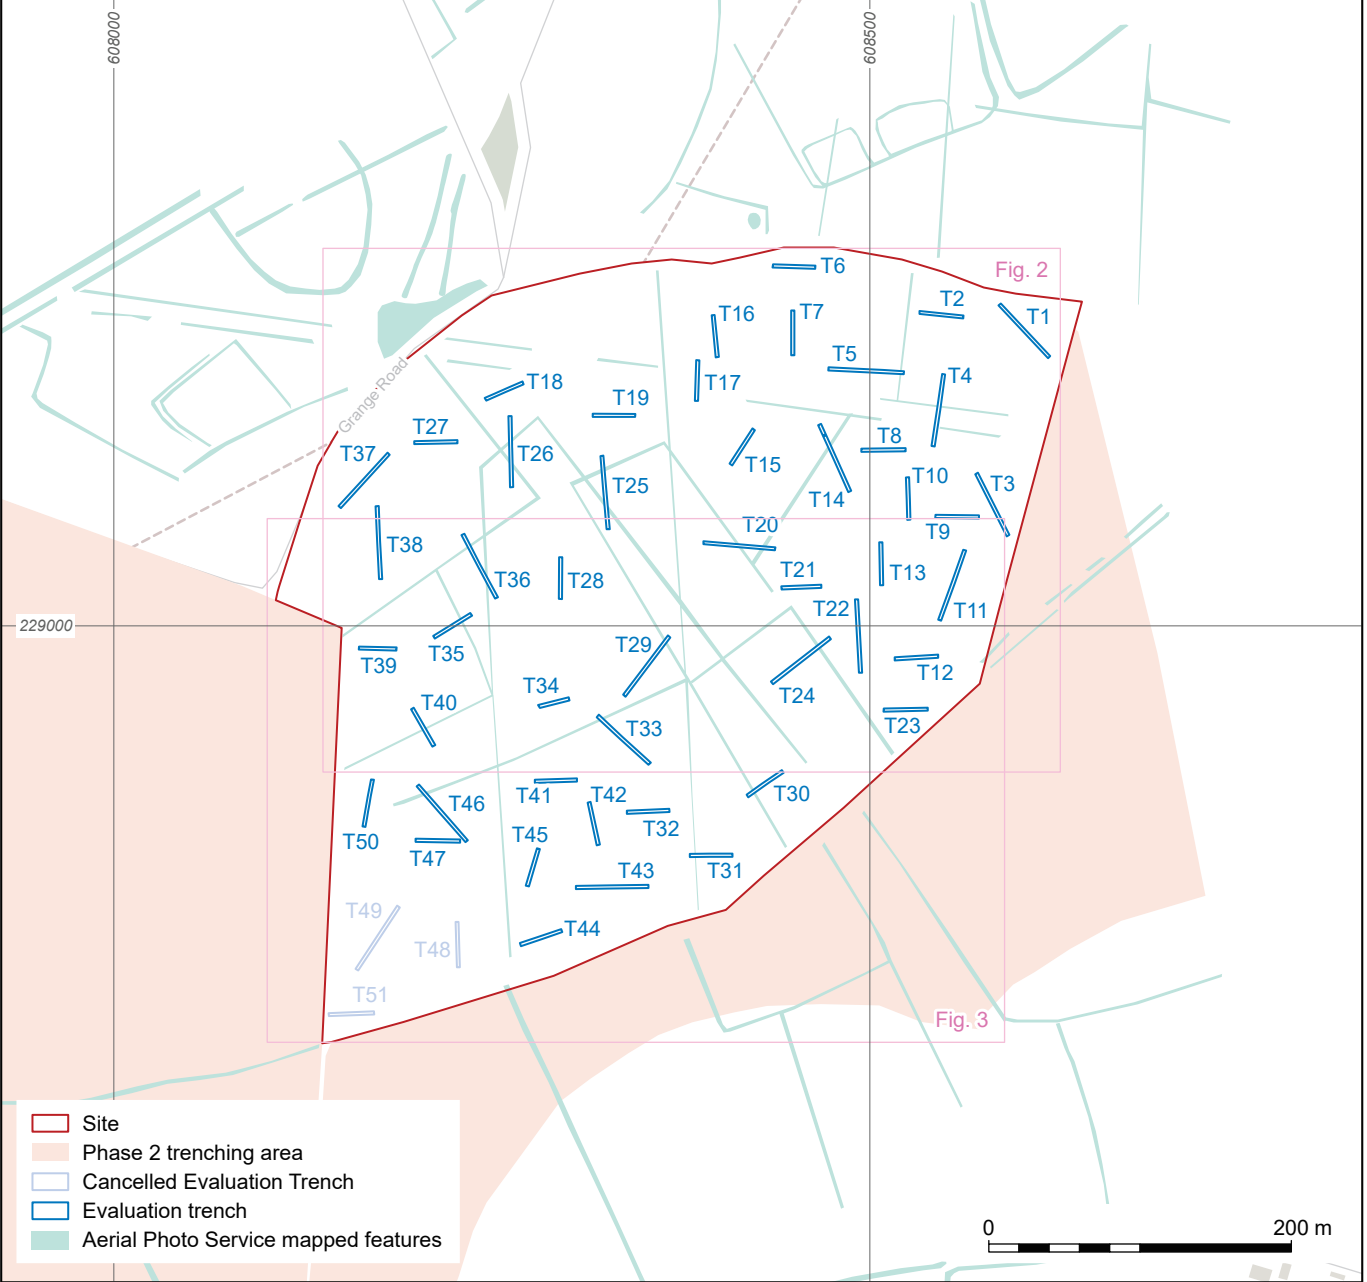 608000
608500
T6
Fig. 2
T2
T1
T16
T7
T5
Grange Road
T17
T4
T18
T19
T27
T8
T37
T26
T15
T25
T14
T10
T3
T20
T9
T38
T36
T28
T21
T13
T22
T11
229000
T29
T35
T39
T12
T34
T24
T40
T23
T33
T41
T42
T30
T46
T32
T50
T45
T47
T43
T31
T49
T44
T48
T51
Fig. 3
Site
Phase 2 trenching area
Cancelled Evaluation Trench
Evaluation trench
Aerial Photo Service mapped features
0
200 m